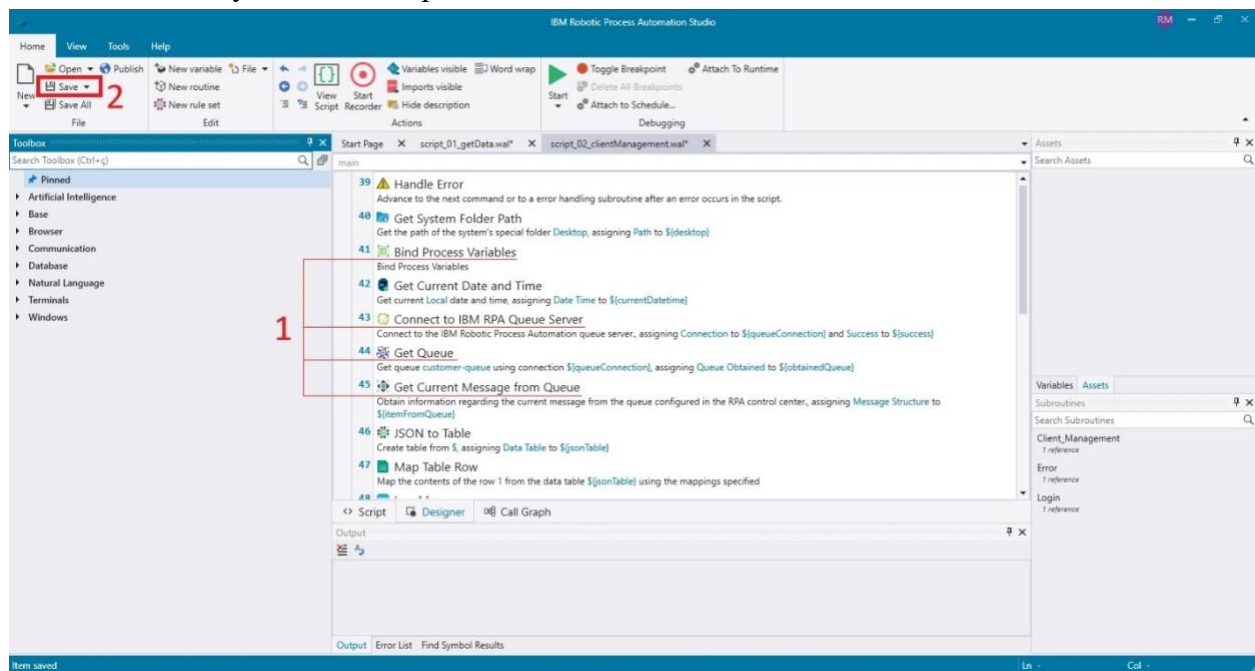 IBM Robotic Process Automation Studio
RM
Home View Tools Help
New
Open
Publish
Save
2
Save All
File
New variable
File
New routine
New rule set
Edit
View Script
Start Recorder
Variables visible
Word wrap
Imports visible
Hide description
Actions
Start
Toggle Breakpoint
Attach To Runtime
Delete All Breakpoints
Attach to Schedule...
Debugging
Toolbox
Search Toolbox (Ctrl+ç)
Pinned
Artificial Intelligence
Base
Browser
Communication
Database
Natural Language
Terminals
Windows
1
Start Page X script_01_getData.wal* X script_02_clientManagement.wal* X
main
39 Handle Error
Advance to the next command or to a error handling subroutine after an error occurs in the script.
40 Get System Folder Path
Get the path of the system's special folder Desktop, assigning Path to ${desktop}
41 Bind Process Variables
Bind Process Variables
42 Get Current Date and Time
Get current Local date and time, assigning Date Time to ${currentDatetime}
43 Connect to IBM RPA Queue Server
Connect to the IBM Robotic Process Automation queue server., assigning Connection to ${queueConnection} and Success to ${success}
44 Get Queue
Get queue customer-queue using connection ${queueConnection}, assigning Queue Obtained to ${obtainedQueue}
45 Get Current Message from Queue
Obtain information regarding the current message from the queue configured in the RPA control center., assigning Message Structure to
${itemFromQueue}
46 JSON to Table
Create table from $, assigning Data Table to ${jsonTable}
47 Map Table Row
Map the contents of the row 1 from the data table ${jsonTable} using the mappings specified
48
Script Designer Call Graph
Output
Output Error List Find Symbol Results
Assets
Search Assets
Variables Assets
Subroutines
Search Subroutines
Client_Management
1 reference
Error
1 reference
Login
1 reference
Item saved
Ln -
Col -